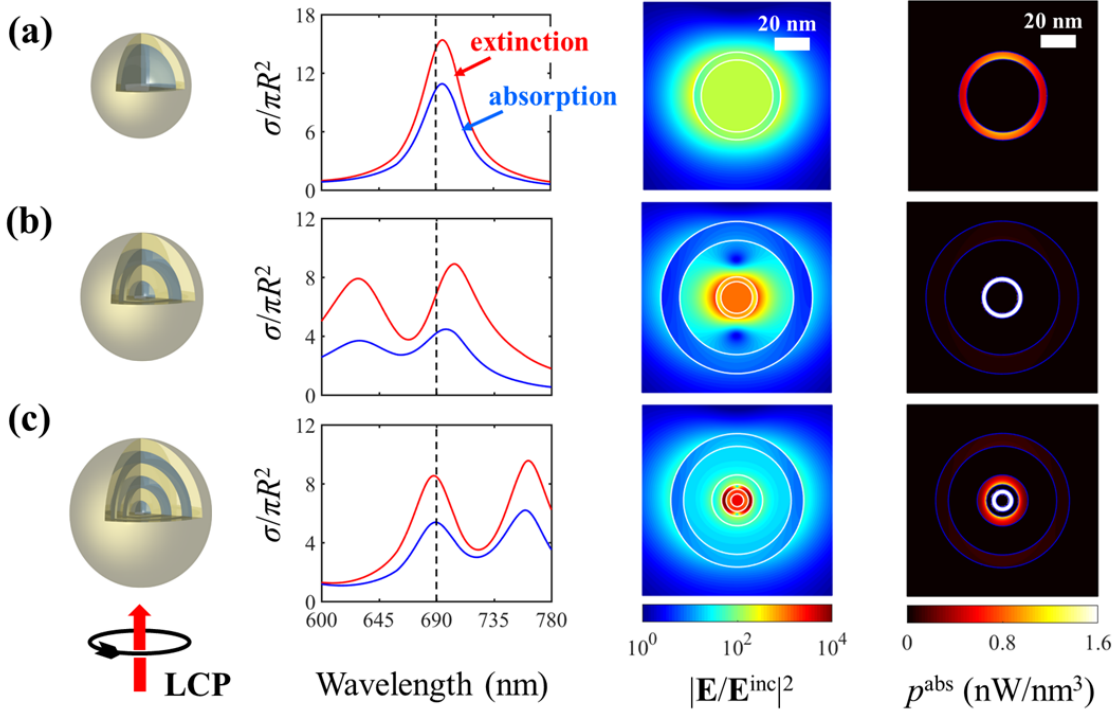 (a)
18
12
6
0
σ/πR²
extinction
absorption
20 nm
20 nm
(b)
12
8
4
0
σ/πR²
(c)
12
8
4
0
σ/πR²
600 645 690 735 780
10⁰ 10² 10⁴
0 0.8 1.6
LCP
Wavelength (nm)
|E/Eⁱⁿᶜ|²
pᵃᵇˢ (nW/nm³)